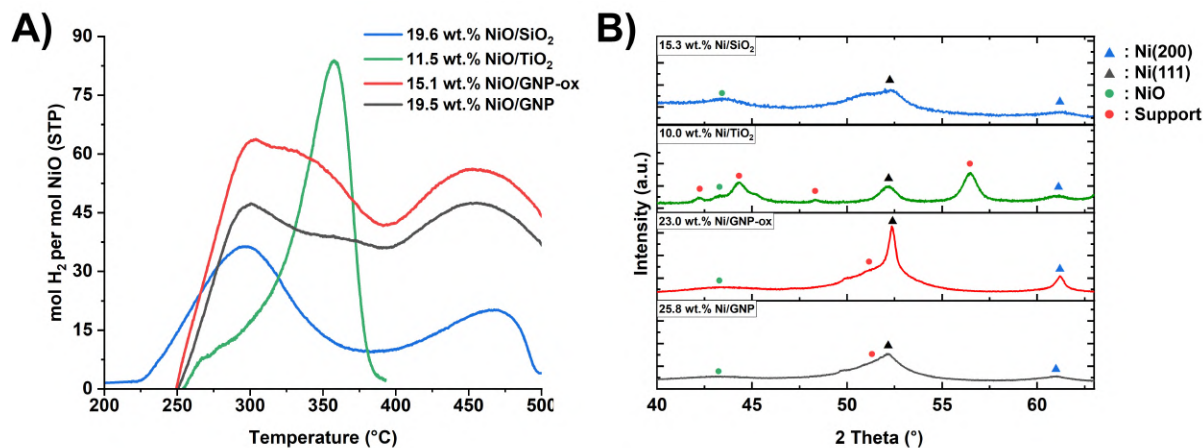 A)
90
75
60
45
30
15
0
mol H2 per mol NiO (STP)
19.6 wt.% NiO/SiO2
11.5 wt.% NiO/TiO2
15.1 wt.% NiO/GNP-ox
19.5 wt.% NiO/GNP
200 250 300 350 400 450 500
Temperature (°C)
B)
Intensity (a.u.)
15.3 wt.% Ni/SiO2
10.0 wt.% Ni/TiO2
23.0 wt.% Ni/GNP-ox
25.8 wt.% Ni/GNP
40 45 50 55 60
2 Theta (°)
: Ni(200)
: Ni(111)
: NiO
: Support